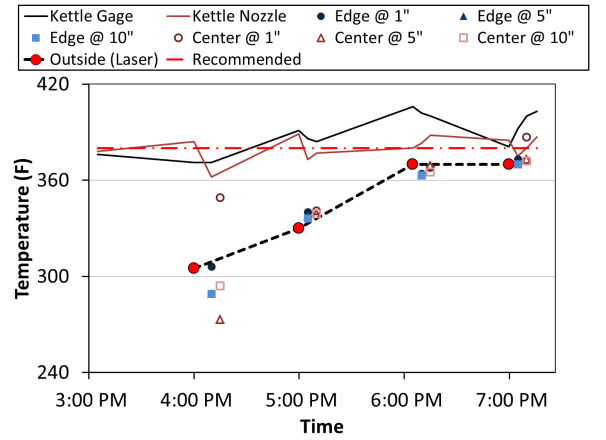 Kettle Gage Kettle Nozzle Edge @ 1" Edge @ 5"
Edge @ 10" Center @ 1" Center @ 5" Center @ 10"
Outside (Laser) Recommended
420
360
300
240
Temperature (F)
3:00 PM 4:00 PM 5:00 PM 6:00 PM 7:00 PM
Time